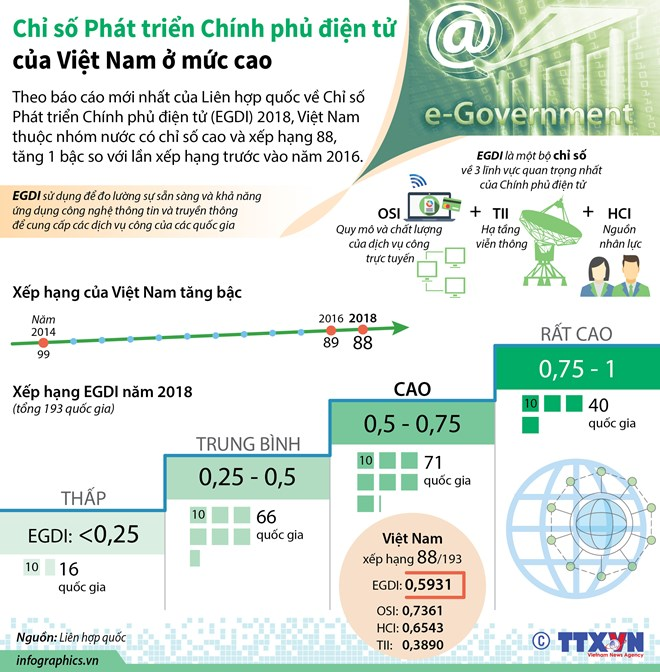 Chỉ số Phát triển Chính phủ điện tử
của Việt Nam ở mức cao
Theo báo cáo mới nhất của Liên hợp quốc về Chỉ số
Phát triển Chính phủ điện tử (EGDI) 2018, Việt Nam
thuộc nhóm nước có chỉ số cao và xếp hạng 88,
tăng 1 bậc so với lần xếp hạng trước vào năm 2016.
@
e-Government
EGDI sử dụng để đo lường sự sẵn sàng và khả năng
ứng dụng công nghệ thông tin và truyền thông
để cung cấp các dịch vụ công của các quốc gia
EGDI là một bộ chỉ số
về 3 lĩnh vực quan trọng nhất
của Chính phủ điện tử
OSI + TII + HCI
Quy mô và chất lượng
của dịch vụ công
trực tuyến
Hạ tầng
viễn thông
Nguồn
nhân lực
Xếp hạng của Việt Nam tăng bậc
Năm
2014
99
2016
89
2018
88
Xếp hạng EGDI năm 2018
(tổng 193 quốc gia)
THẤP
EGDI: <0,25
10
16
quốc gia
TRUNG BÌNH
0,25 - 0,5
10
66
quốc gia
CAO
0,5 - 0,75
10
71
quốc gia
RẤT CAO
0,75 - 1
10
40
quốc gia
Việt Nam
xếp hạng 88/193
EGDI: 0,5931
OSI: 0,7361
HCI: 0,6543
TII: 0,3890
Nguồn: Liên hợp quốc
infographics.vn
© TTXVN
Vietnam News Agency